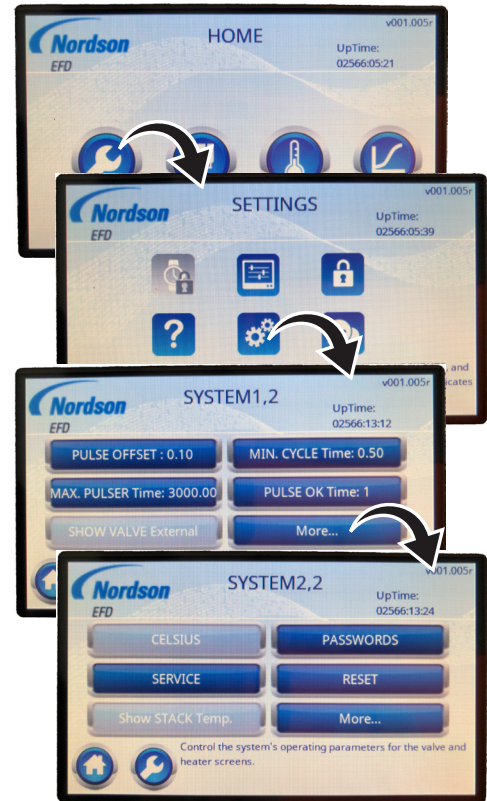 v001.005r
Nordson
EFD
HOME
UpTime:
02566:05:21
v001.005r
Nordson
EFD
SETTINGS
UpTime:
02566:05:39
?
, and
icates
v001.005r
Nordson
EFD
SYSTEM1,2
UpTime:
02566:13:12
PULSE OFFSET : 0.10
MIN. CYCLE Time: 0.50
MAX. PULSER Time: 3000.00
PULSE OK Time: 1
SHOW VALVE External
More...
v001.005r
Nordson
EFD
SYSTEM2,2
UpTime:
02566:13:24
CELSIUS
PASSWORDS
SERVICE
RESET
Show STACK Temp.
More...
Control the system's operating parameters for the valve and
heater screens.